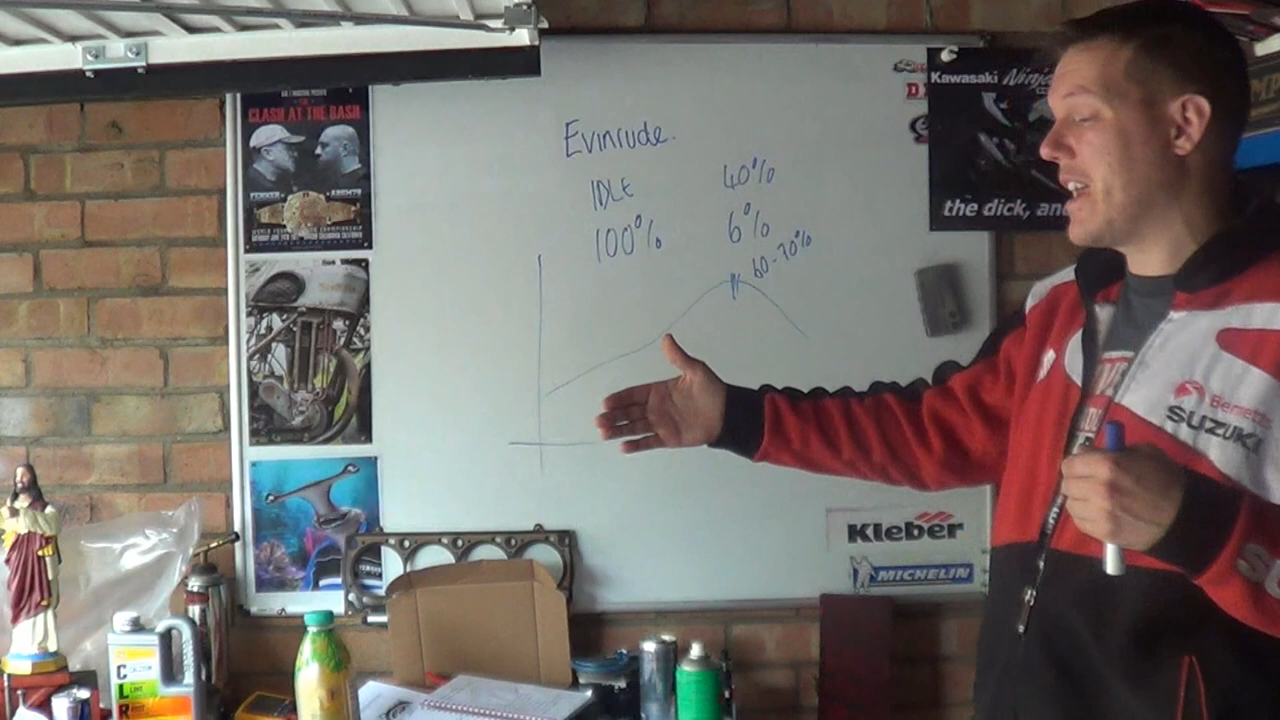 CLASH AT THE BASH
Evinrude.
IDLE 40%
100% 6%
60-70%
Kawasaki Ninja
the dick, and
SUZUKI
Kleber
MICHELIN
C
L
R